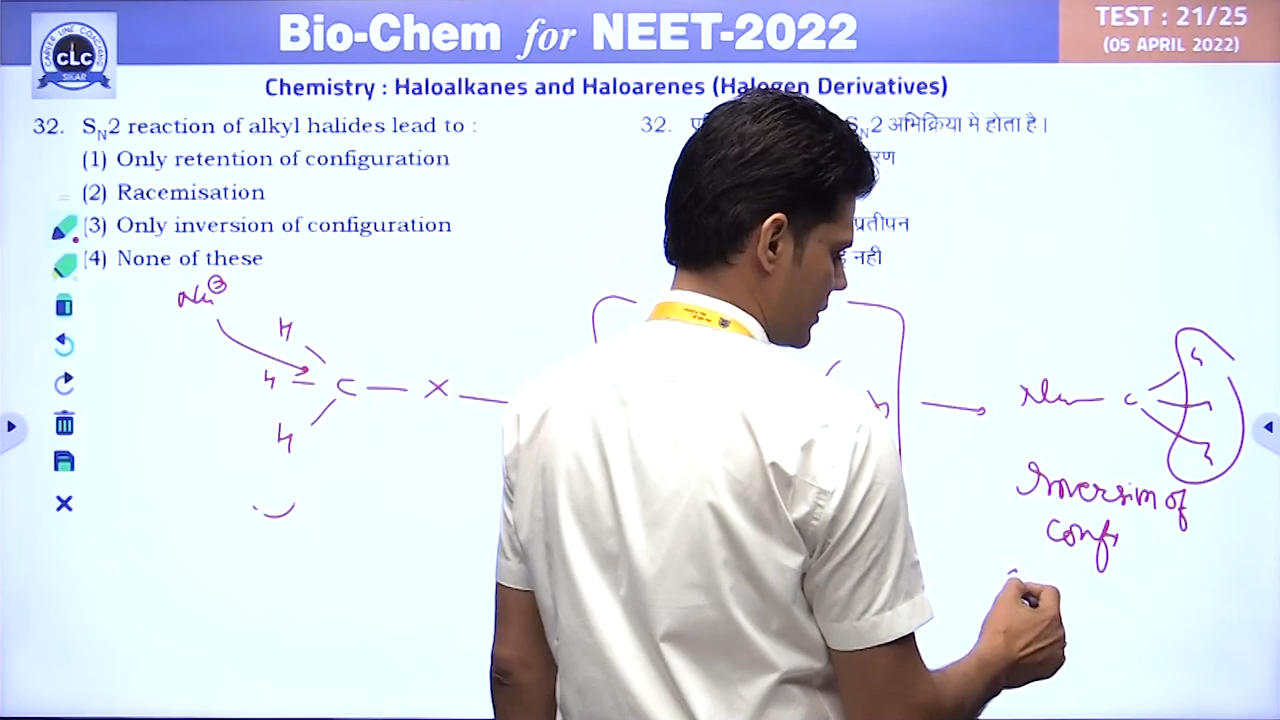 Bio-Chem for NEET-2022
TEST : 21/25
(05 APRIL 2022)
CAREER LINE COACHING
CLC
SIKAR
Chemistry : Haloalkanes and Haloarenes (Halogen Derivatives)
32. SN2 reaction of alkyl halides lead to :
(1) Only retention of configuration
(2) Racemisation
(3) Only inversion of configuration
(4) None of these
32.
SN2 अभिक्रिया मे होता है।
प्रतीपन
नही
Nu
H
H
C — X
H
Nu — C
Inversion of
Conf